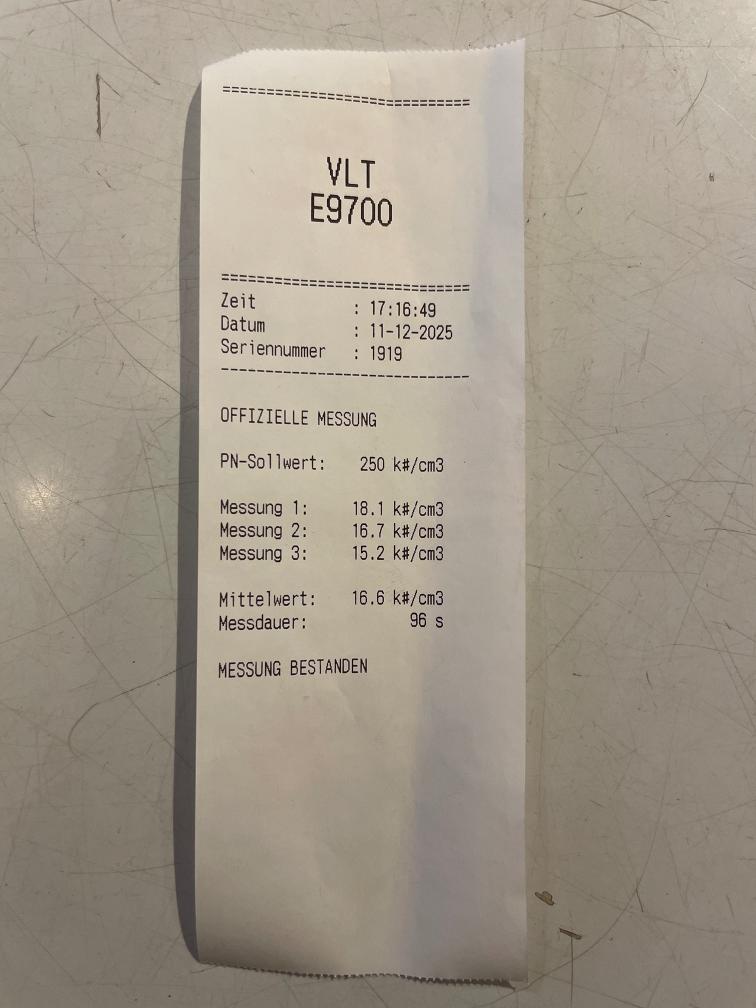 ==================================
VLT
E9700
==================================
Zeit : 17:16:49
Datum : 11-12-2025
Seriennummer : 1919
----------------------------------
OFFIZIELLE MESSUNG
PN-Sollwert: 250 k#/cm3
Messung 1: 18.1 k#/cm3
Messung 2: 16.7 k#/cm3
Messung 3: 15.2 k#/cm3
Mittelwert: 16.6 k#/cm3
Messdauer: 96 s
MESSUNG BESTANDEN